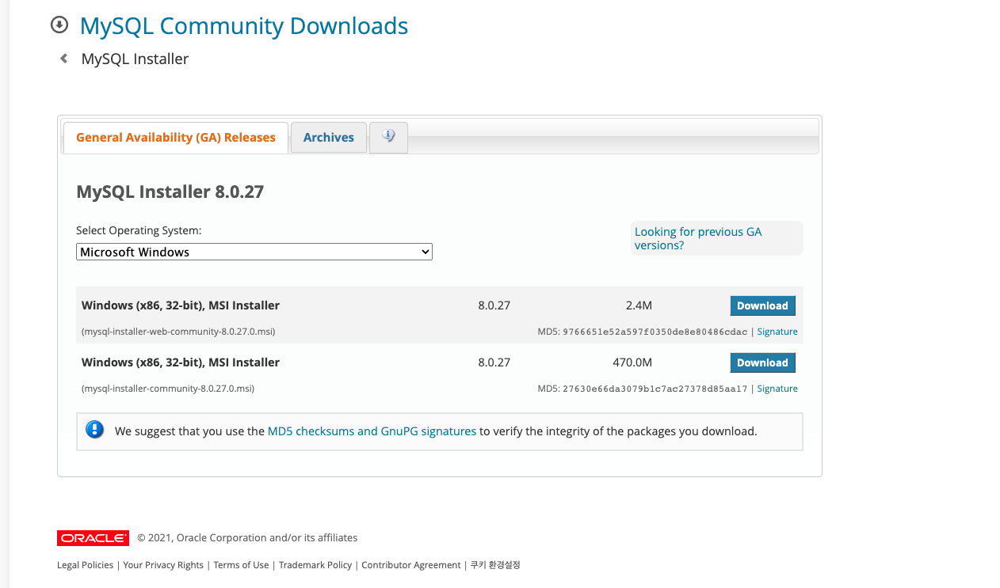 MySQL Community Downloads
MySQL Installer
General Availability (GA) Releases
Archives
MySQL Installer 8.0.27
Select Operating System:
Looking for previous GA
versions?
Microsoft Windows
Windows (x86, 32-bit), MSI Installer 8.0.27 2.4M Download
(mysql-installer-web-community-8.0.27.0.msi) MD5: 9766651e52a597f0350de8e80486cdac | Signature
Windows (x86, 32-bit), MSI Installer 8.0.27 470.0M Download
(mysql-installer-community-8.0.27.0.msi) MD5: 27630e66da3079b1c7ac27378d85aa17 | Signature
We suggest that you use the MD5 checksums and GnuPG signatures to verify the integrity of the packages you download.
ORACLE © 2021, Oracle Corporation and/or its affiliates
Legal Policies | Your Privacy Rights | Terms of Use | Trademark Policy | Contributor Agreement | 쿠키 환경설정